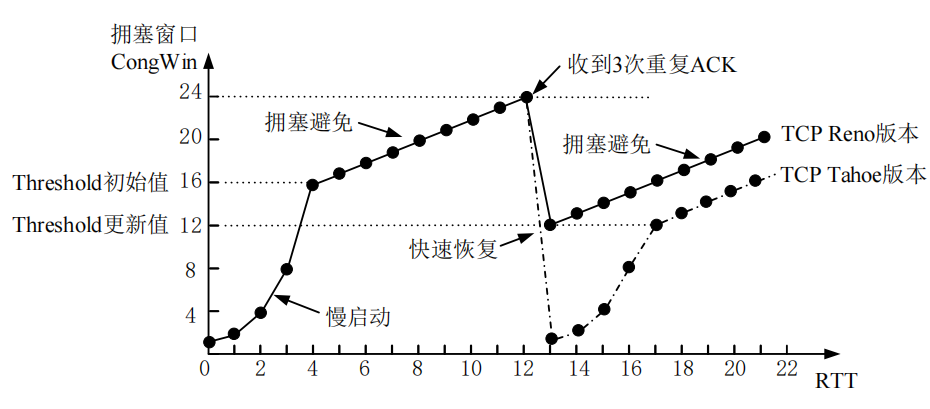 拥塞窗口
CongWin
24
20
Threshold初始值 16
Threshold更新值 12
8
4
收到3次重复ACK
拥塞避免
拥塞避免
TCP Reno版本
TCP Tahoe版本
快速恢复
慢启动
0 2 4 6 8 10 12 14 16 18 20 22
RTT